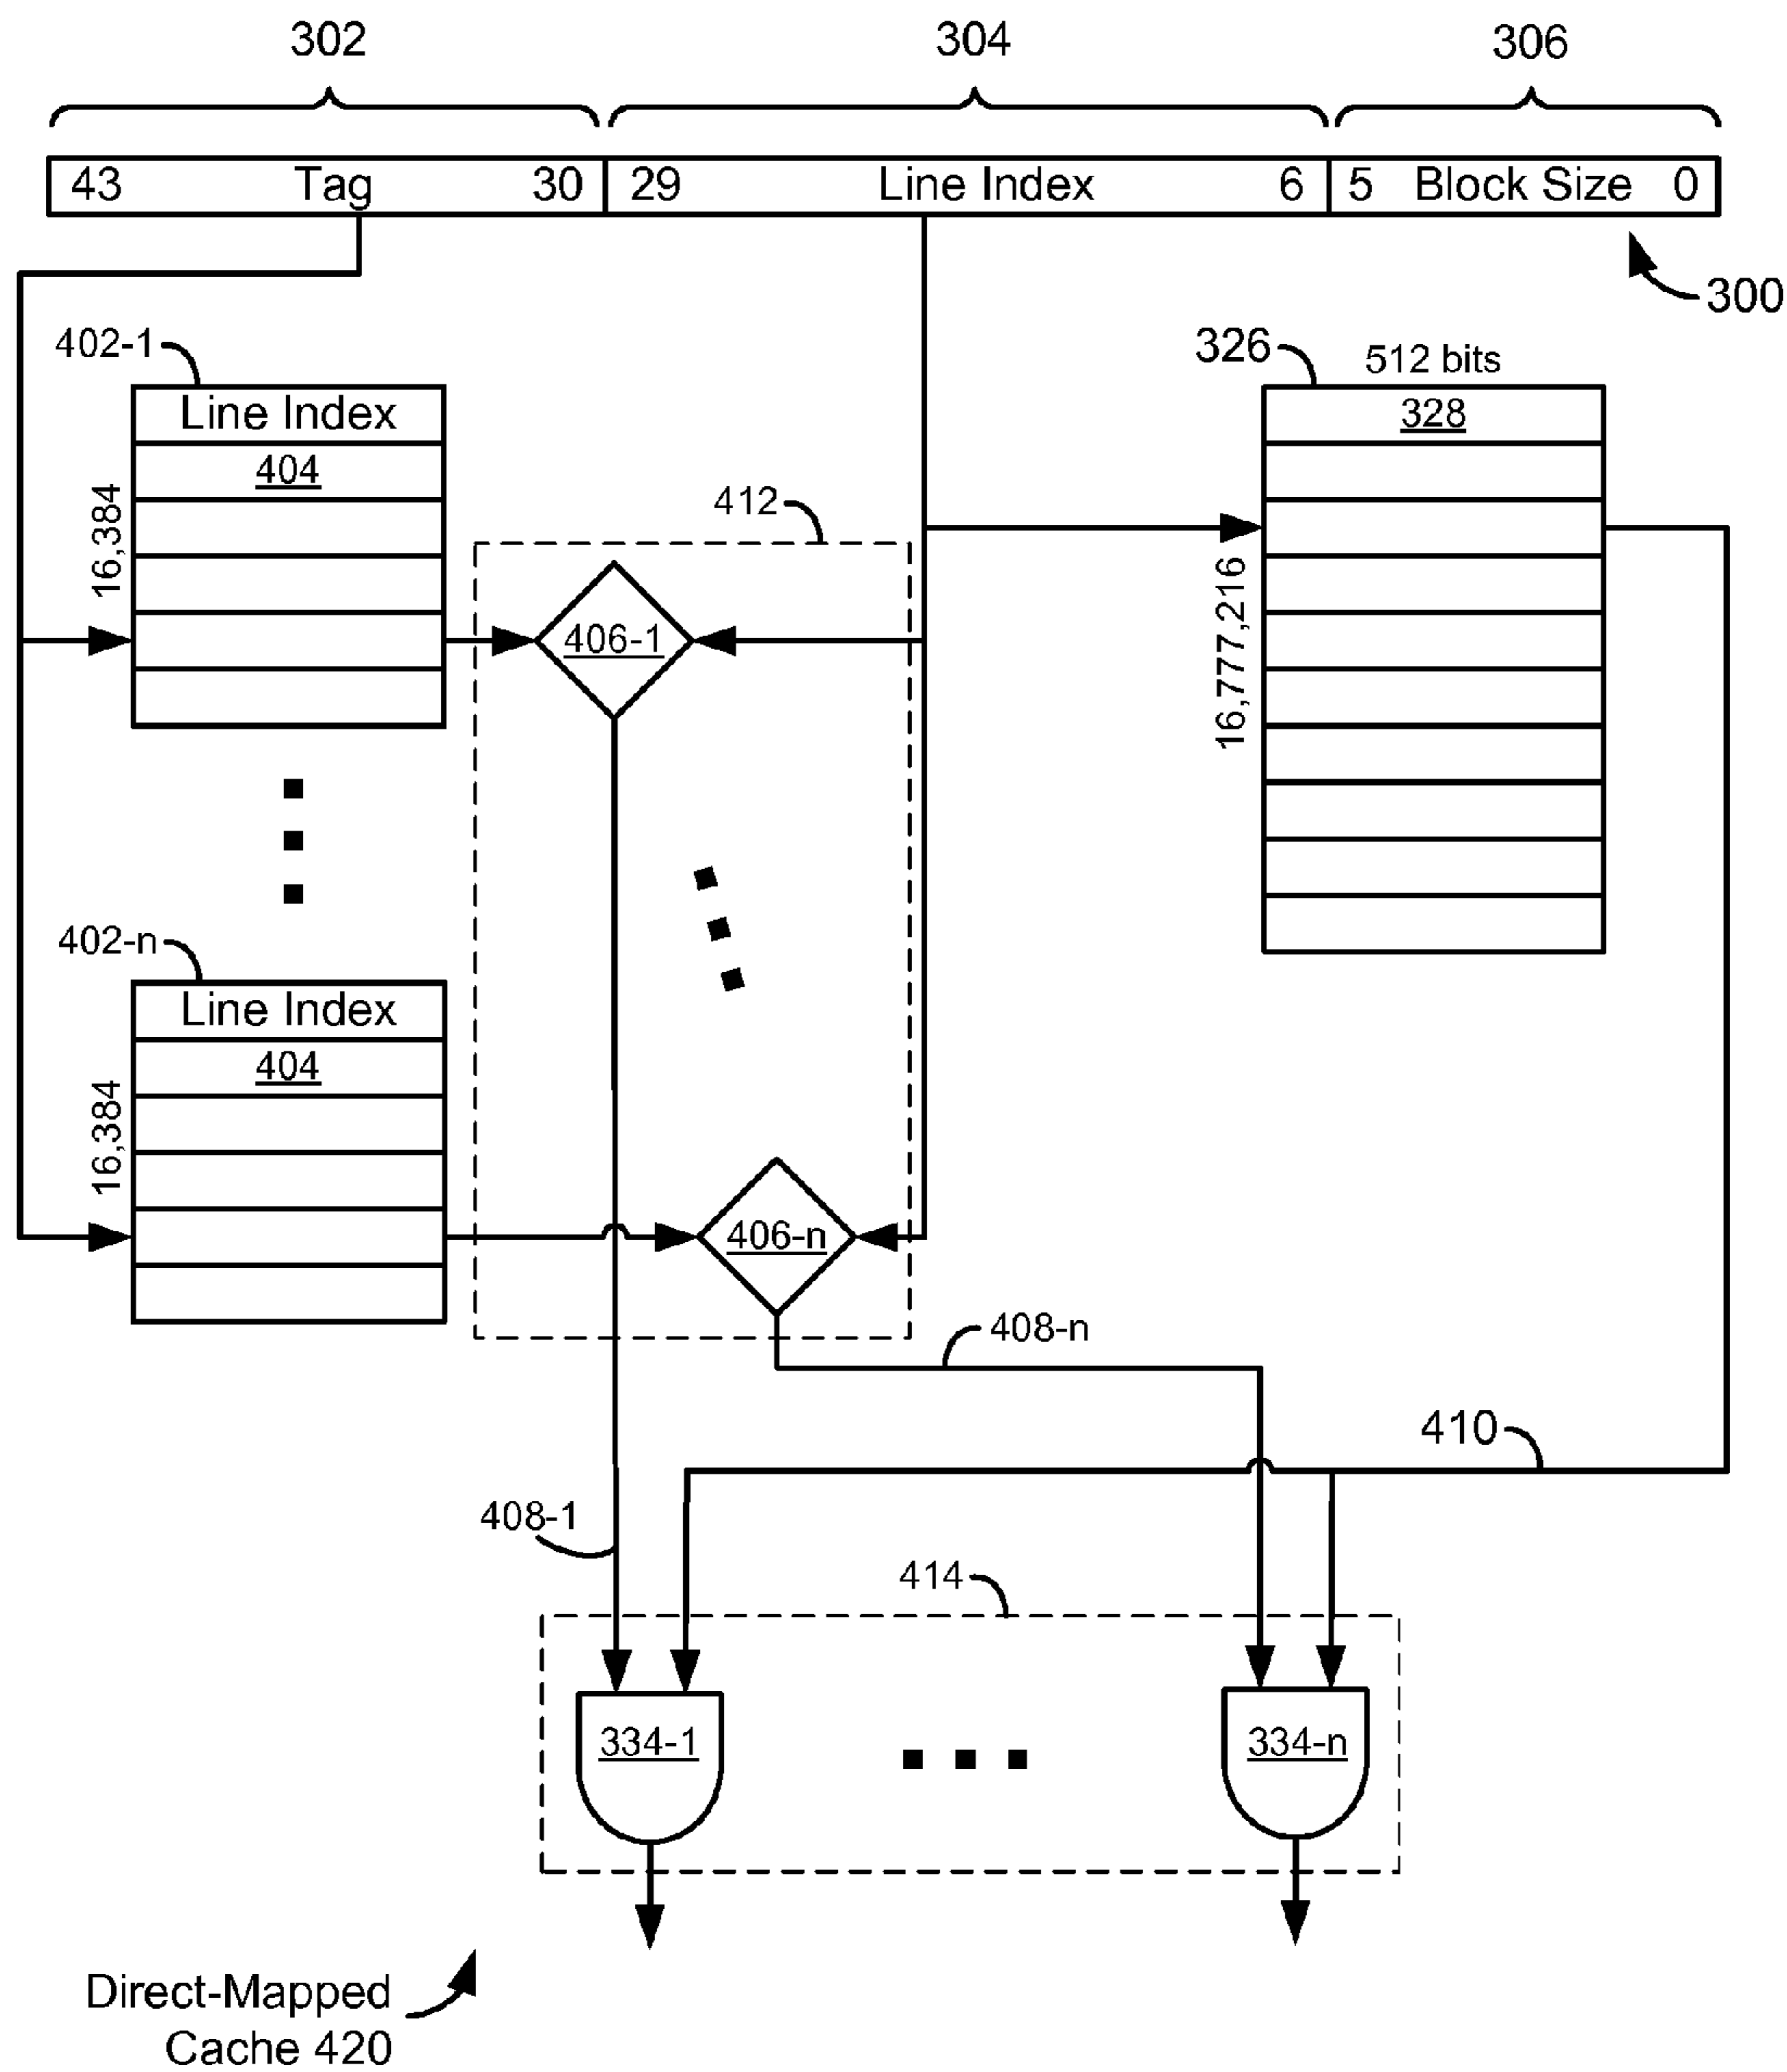 302 304 306
43 Tag 30 29 Line Index 6 5 Block Size 0
300
402-1
326
512 bits
Line Index
328
404
16,384
412
406-1
16,777,216
402-n
Line Index
404
16,384
406-n
408-n
410
408-1
414
334-1
334-n
Direct-Mapped
Cache 420